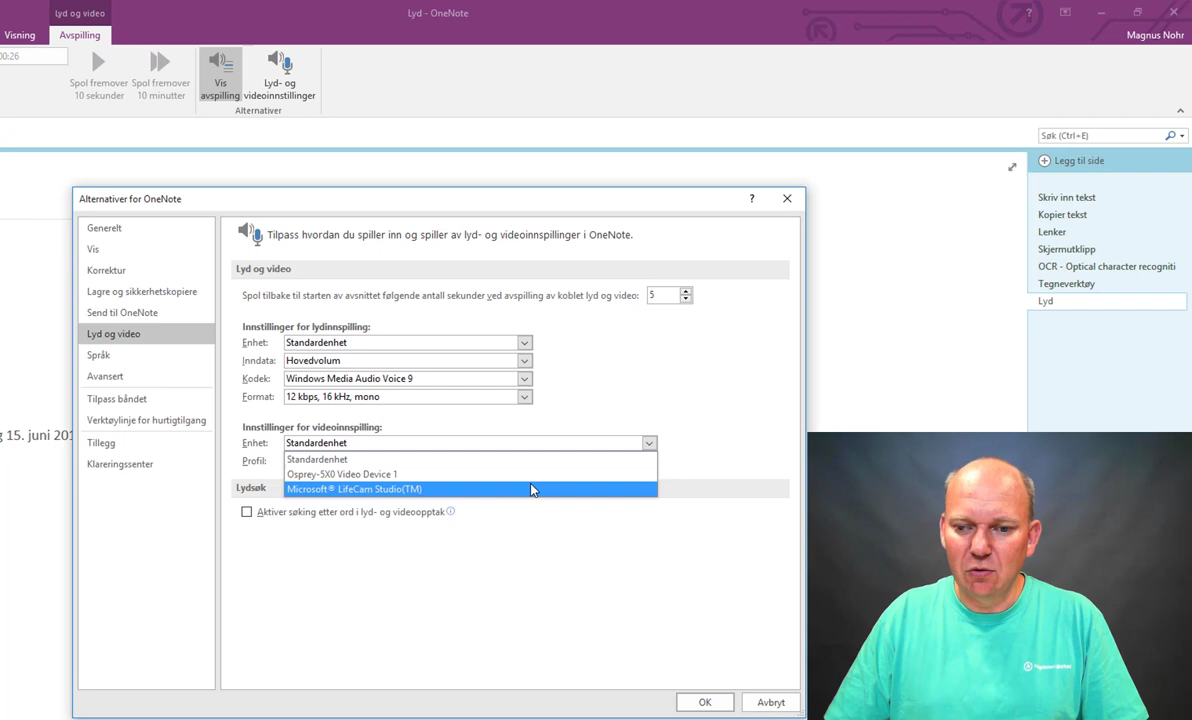 lyd og video
Lyd - OneNote
?
Visning
Avspilling
Magnus Nohr
00:26
Spol fremover
10 sekunder
Spol fremover
10 minutter
Vis
avspilling
Lyd- og
videoinnstillinger
Alternativer
Søk (Ctrl+E)
Legg til side
Skriv inn tekst
Kopier tekst
Lenker
Skjermutklipp
OCR - Optical character recogniti
Tegneverktøy
Lyd
g 15. juni 201
Alternativer for OneNote
?
Generelt
Vis
Korrektur
Lagre og sikkerhetskopiere
Send til OneNote
Lyd og video
Språk
Avansert
Tilpass båndet
Verktøylinje for hurtigtilgang
Tillegg
Klareringssenter
Tilpass hvordan du spiller inn og spiller av lyd- og videoinnspillinger i OneNote.
Lyd og video
Spol tilbake til starten av avsnittet følgende antall sekunder ved avspilling av koblet lyd og video: 5
Innstillinger for lydinnspilling:
Enhet: Standardenhet
Inndata: Hovedvolum
Kodek: Windows Media Audio Voice 9
Format: 12 kbps, 16 kHz, mono
Innstillinger for videoinnspilling:
Enhet: Standardenhet
Profil:
Standardenhet
Osprey-5X0 Video Device 1
Microsoft® LifeCam Studio(TM)
Lydsøk
Aktiver søking etter ord i lyd- og videoopptak
OK
Avbryt